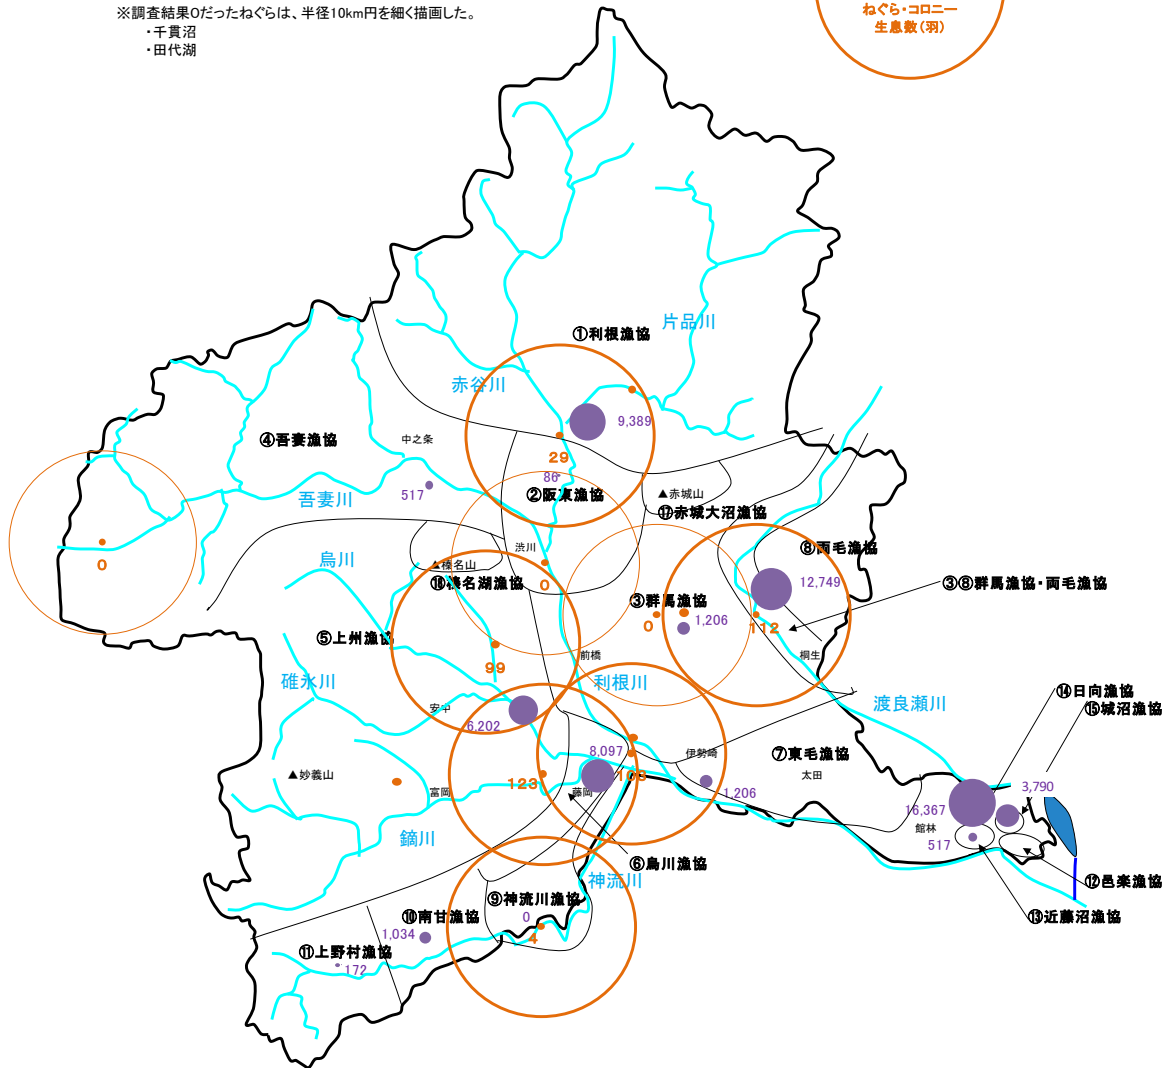 ※調査結果0だったねぐらは、半径10km円を細く描画した。
・千貫沼
・田代湖
ねぐら・コロニー
生息数(羽)
片品川
①利根漁協
赤谷川
9,389
④吾妻漁協
中之条
29
86
517
②阪東漁協
▲赤城山
吾妻川
⑰赤城大沼漁協
渋川
⑧両毛漁協
烏川
▲榛名山
0
0
⑯榛名湖漁協
12,749
③⑧群馬漁協・両毛漁協
③群馬漁協
0
1,206
112
⑤上州漁協
前橋
桐生
99
碓氷川
利根川
⑭日向漁協
渡良瀬川
⑮城沼漁協
安中
6,202
8,097
伊勢崎
⑦東毛漁協
▲妙義山
123
109
太田
富岡
藤岡
1,206
3,790
16,367
館林
517
鏑川
⑥烏川漁協
神流川
⑫邑楽漁協
⑨神流川漁協
⑩南甘漁協
0
⑬近藤沼漁協
1,034
4
⑪上野村漁協
172